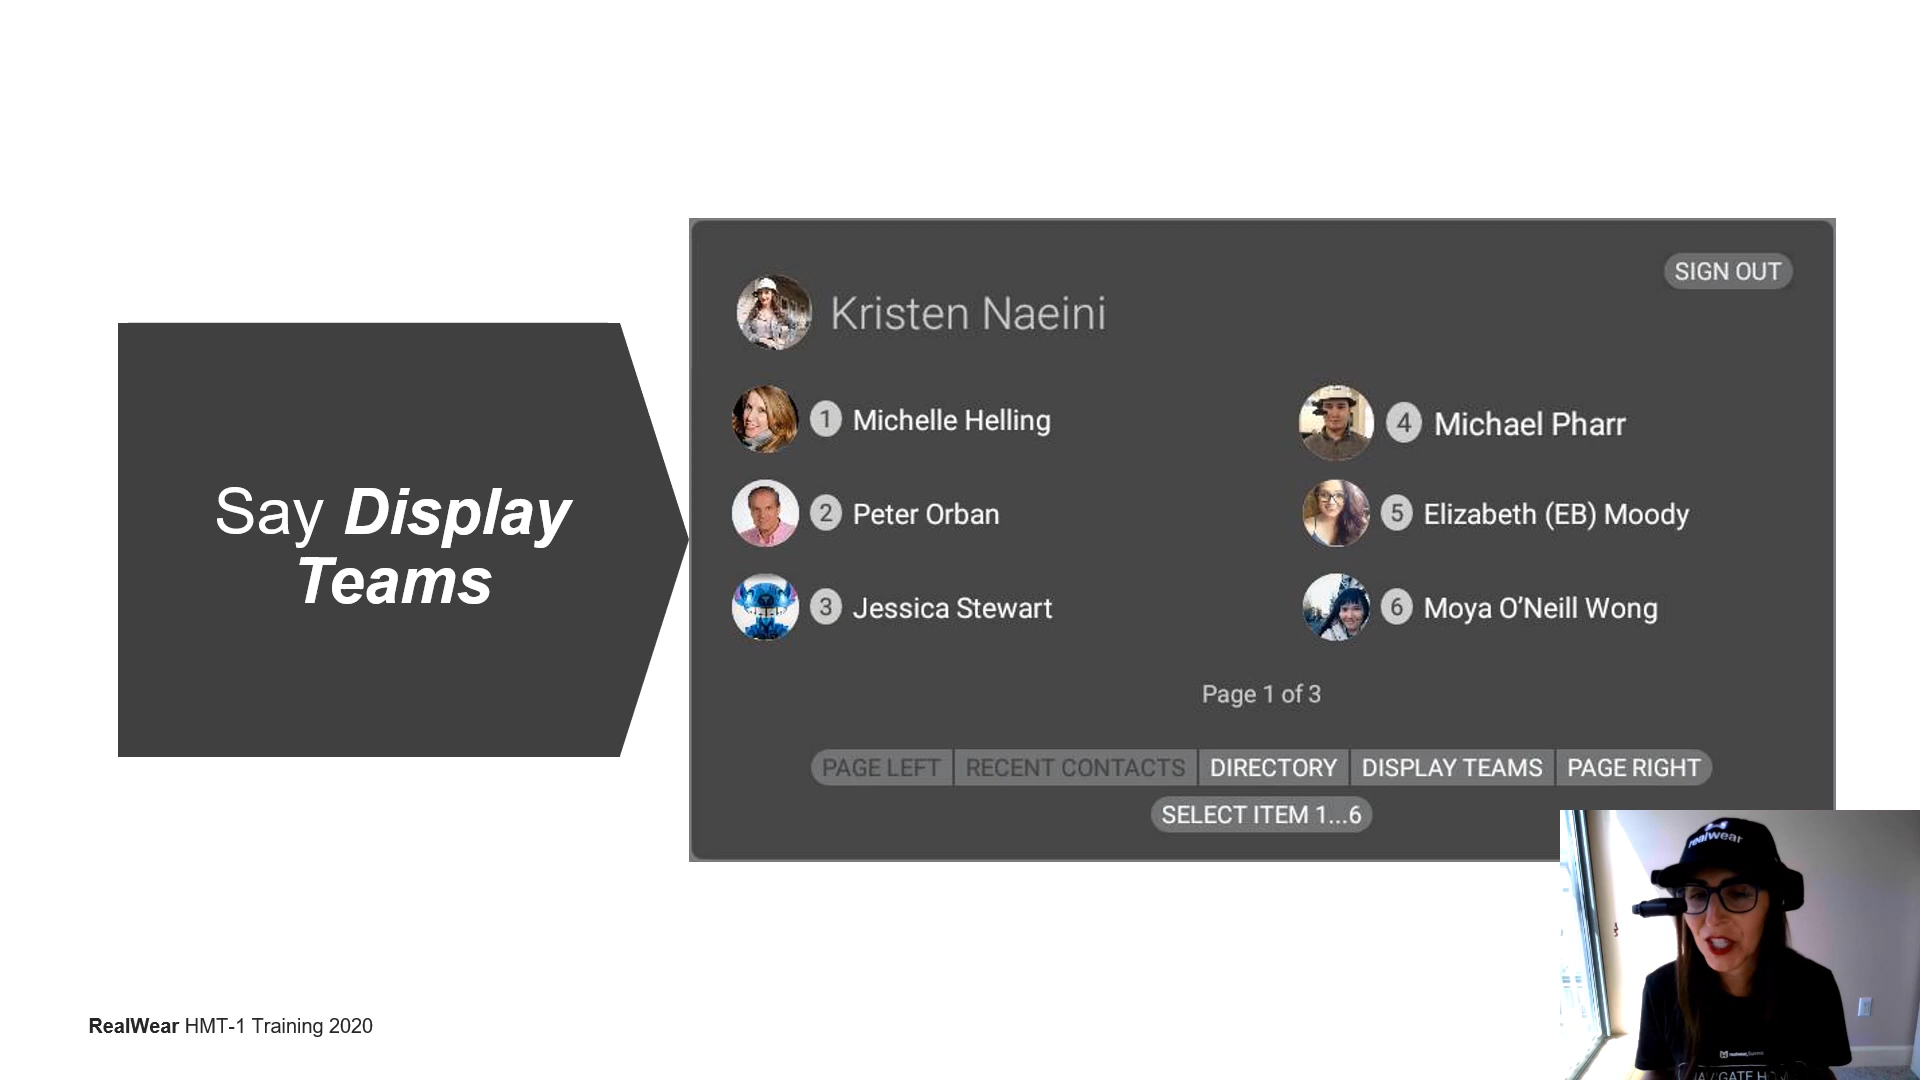 Say Display
Teams
SIGN OUT
Kristen Naeini
1 Michelle Helling
2 Peter Orban
3 Jessica Stewart
4 Michael Pharr
5 Elizabeth (EB) Moody
6 Moya O’Neill Wong
Page 1 of 3
PAGE LEFT RECENT CONTACTS DIRECTORY DISPLAY TEAMS PAGE RIGHT
SELECT ITEM 1...6
realwear
RealWear HMT-1 Training 2020